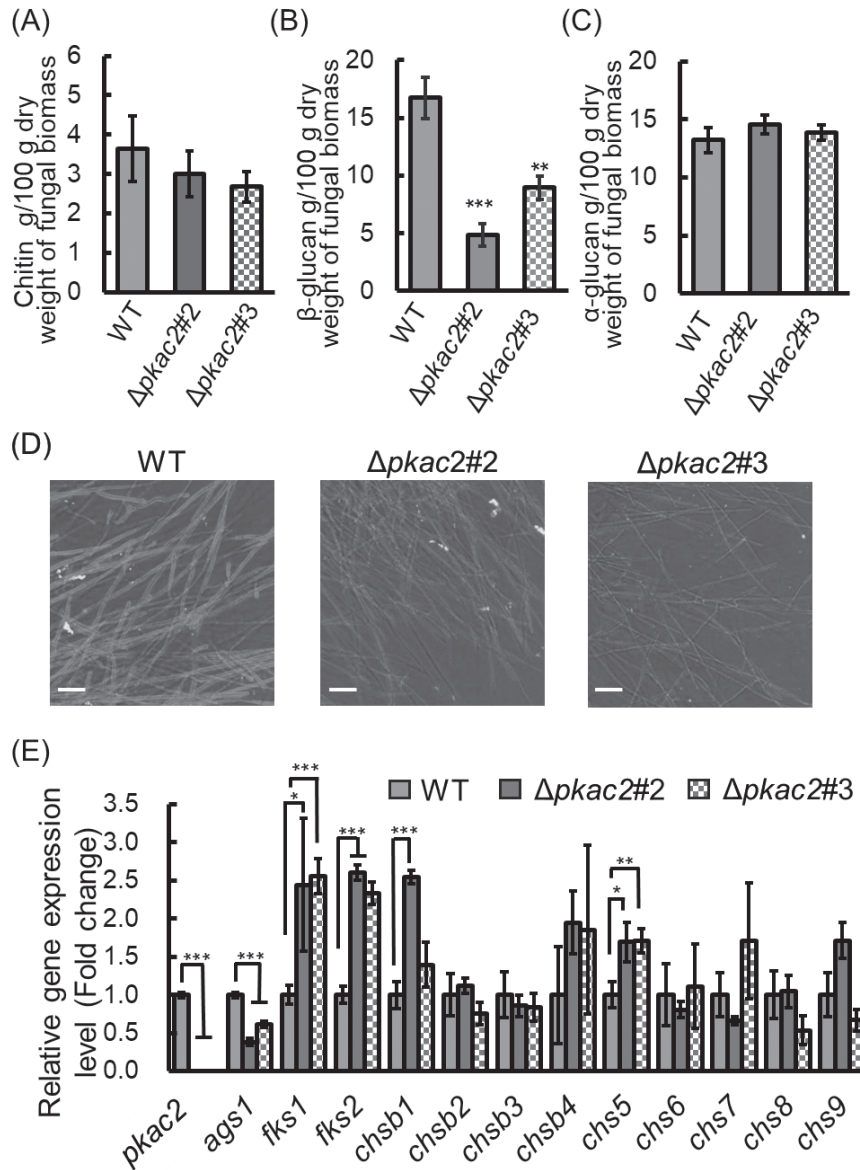 (A)
Chitin g/100 g dry
weight of fungal biomass
6
5
4
3
2
1
0
WT
Δpkac2#2
Δpkac2#3
(B)
β-glucan g/100 g dry
weight of fungal biomass
20
15
10
5
0
***
**
WT
Δpkac2#2
Δpkac2#3
(C)
α-glucan g/100 g dry
weight of fungal biomass
20
15
10
5
0
WT
Δpkac2#2
Δpkac2#3
(D)
WT
Δpkac2#2
Δpkac2#3
(E)
Relative gene expression
level (Fold change)
WT Δpkac2#2 Δpkac2#3
3.5
3.0
2.5
2.0
1.5
1.0
0.5
0.0
***
***
*
***
***
***
*
**
pkac2
ags1
fks1
fks2
chsb1
chsb2
chsb3
chsb4
chs5
chs6
chs7
chs8
chs9